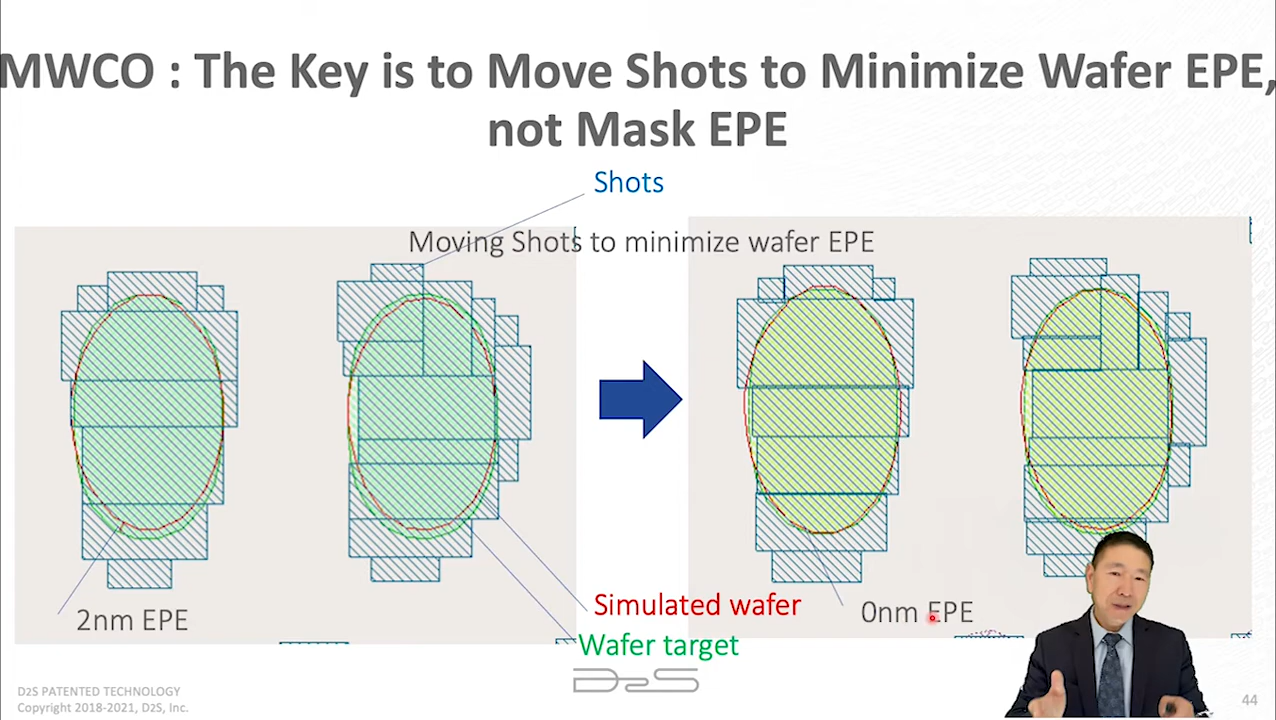 MWCO : The Key is to Move Shots to Minimize Wafer EPE,
not Mask EPE
Shots
Moving Shots to minimize wafer EPE
2nm EPE
Simulated wafer
Wafer target
0nm EPE
D2S
D2S PATENTED TECHNOLOGY
Copyright 2018-2021, D2S, Inc.
44